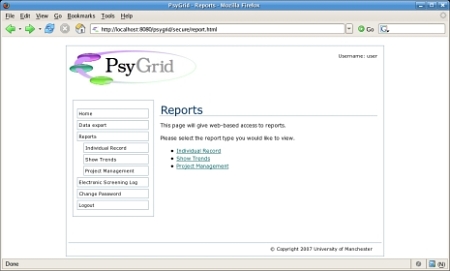 PsyGrid - Reports - Mozilla Firefox
File Edit View Go Bookmarks Tools Help
http://localhost:8080/psygrid/secure/report.html
Go
PsyGrid
Username: user
Home
Data export
Reports
Individual Record
Show Trends
Project Management
Electronic Screening Log
Change Password
Logout
Reports
This page will give web-based access to reports.
Please select the report type you would like to view.
Individual Record
Show Trends
Project Management
© Copyright 2007 University of Manchester
Done